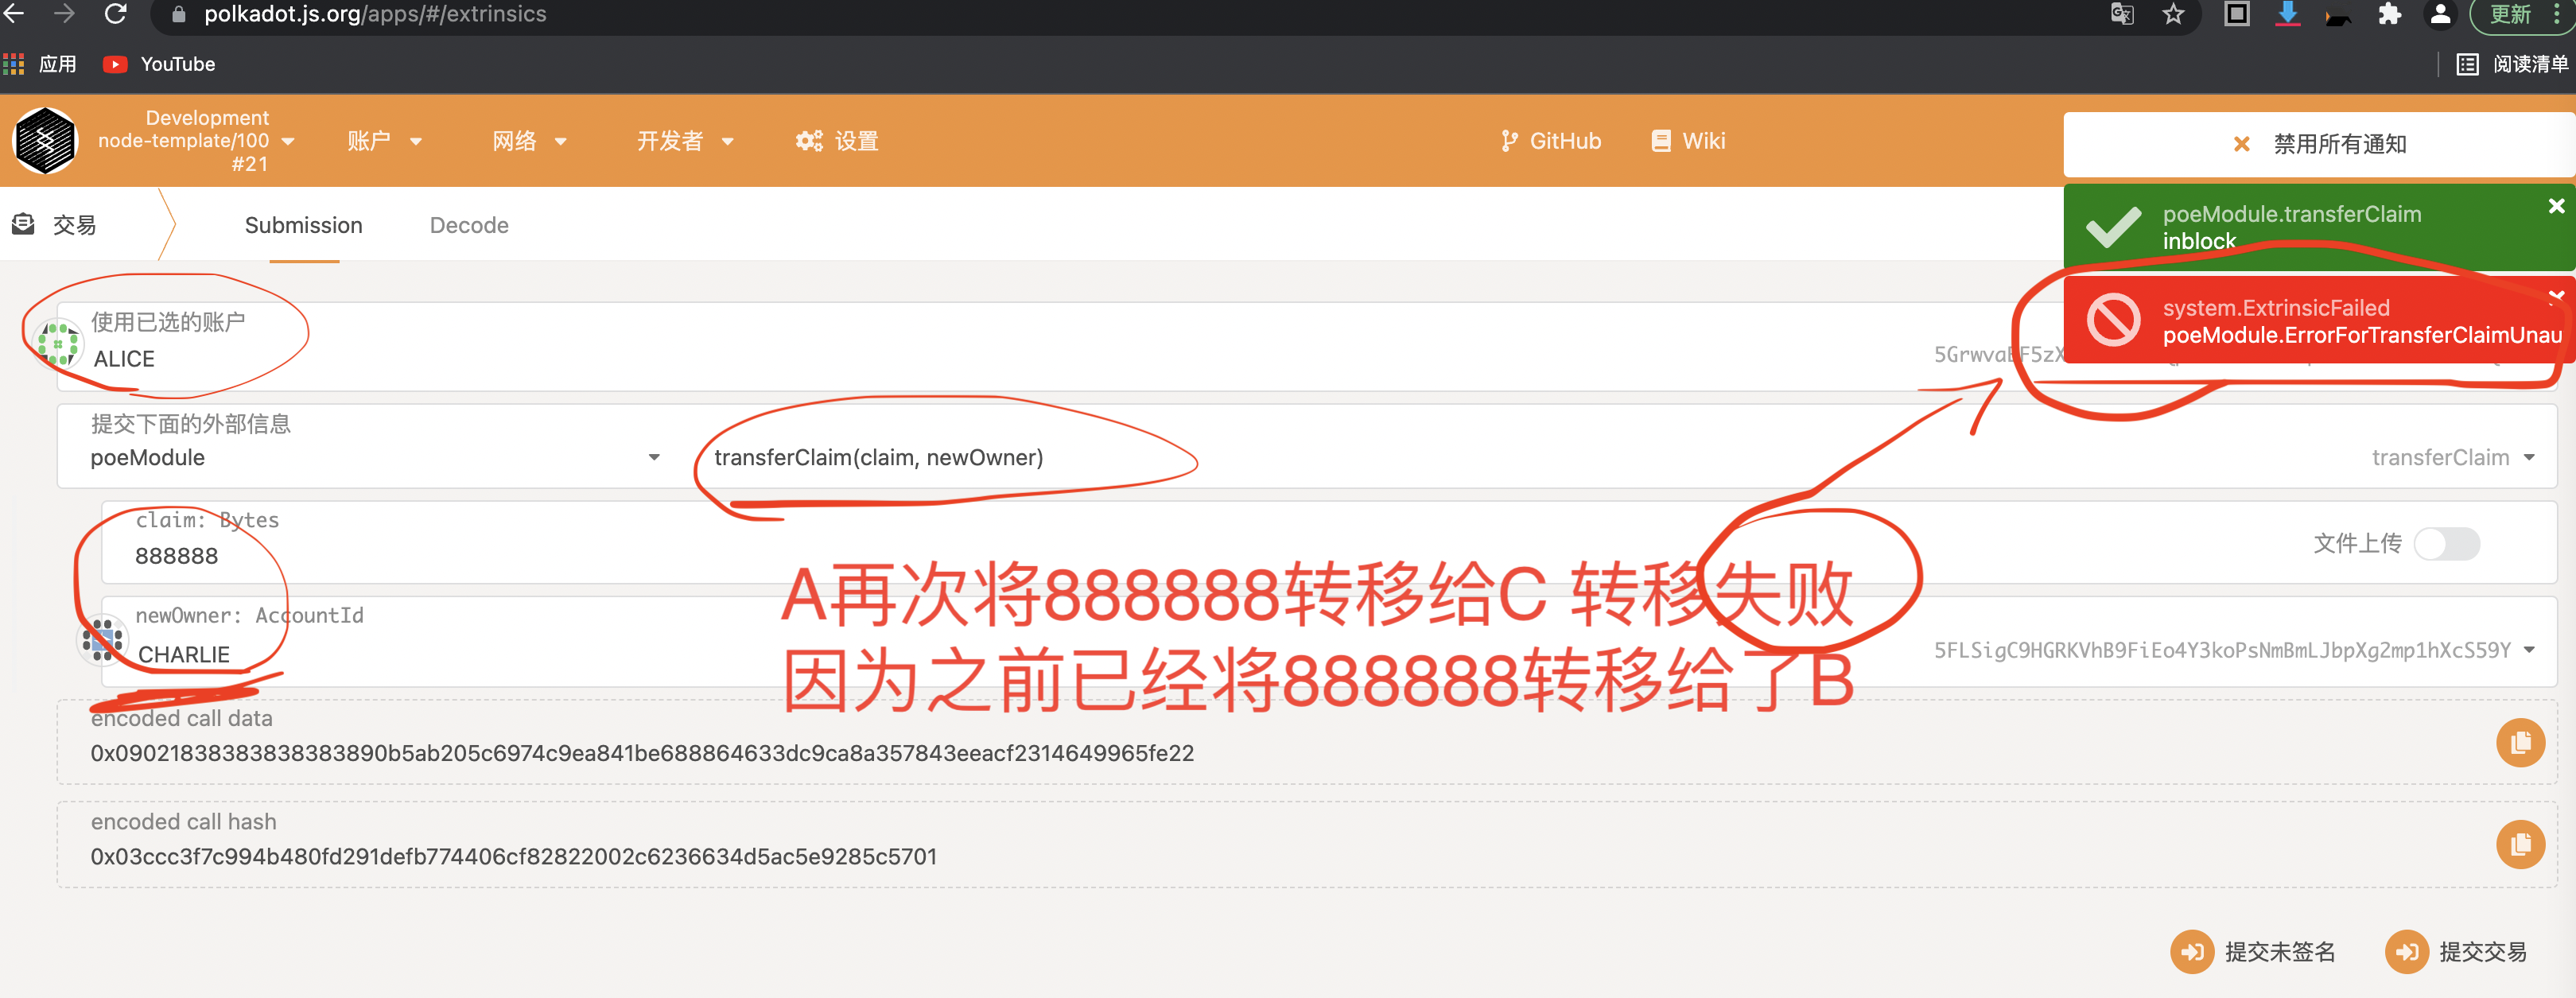 polkadot.js.org/apps/#/extrinsics
更新
应用
YouTube
阅读清单
Development
node-template/100
#21
账户
网络
开发者
设置
GitHub
Wiki
禁用所有通知
交易
Submission
Decode
poeModule.transferClaim
inblock
system.ExtrinsicFailed
poeModule.ErrorForTransferClaimUnau
使用已选的账户
ALICE
提交下面的外部信息
poeModule
transferClaim(claim, newOwner)
transferClaim
claim: Bytes
888888
文件上传
newOwner: AccountId
CHARLIE
5FLSigC9HGRKVhB9FiEo4Y3koPsNmBmLJbpXg2mp1hXcS59Y
A再次将888888转移给C 转移失败
因为之前已经将888888转移给了B
encoded call data
0x090218383838383890b5ab205c6974c9ea841be688864633dc9ca8a357843eeacf2314649965fe22
encoded call hash
0x03ccc3f7c994b480fd291defb774406cf82822002c6236634d5ac5e9285c5701
提交未签名
提交交易